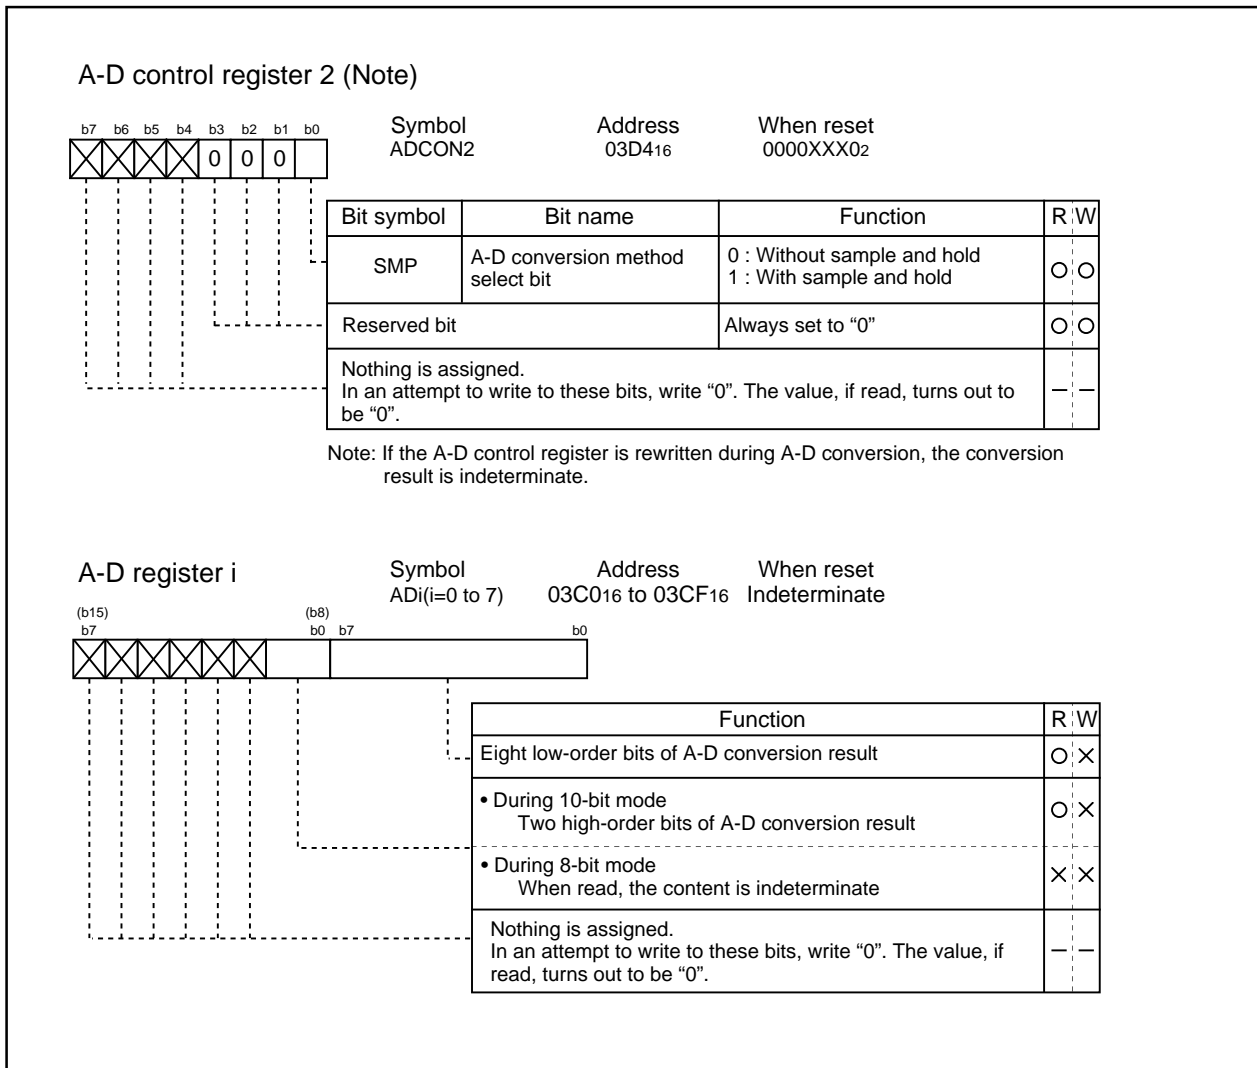 A-D control register 2 (Note)
Symbol Address When reset
b7 b6 b5 b4 b3 b2 b1 b0
ADCON2 03D416 0000XXX02
0 0 0
Bit symbol Bit name Function R W
SMP A-D conversion method select bit 0 : Without sample and hold
1 : With sample and hold
Reserved bit Always set to “0”
Nothing is assigned.
In an attempt to write to these bits, write “0”. The value, if read, turns out to
be “0”.
Note: If the A-D control register is rewritten during A-D conversion, the conversion
result is indeterminate.
A-D register i
Symbol Address When reset
ADi(i=0 to 7) 03C016 to 03CF16 Indeterminate
(b15) (b8)
b7 b0 b7 b0
Function R W
Eight low-order bits of A-D conversion result
• During 10-bit mode
Two high-order bits of A-D conversion result
• During 8-bit mode
When read, the content is indeterminate
Nothing is assigned.
In an attempt to write to these bits, write “0”. The value, if
read, turns out to be “0”.